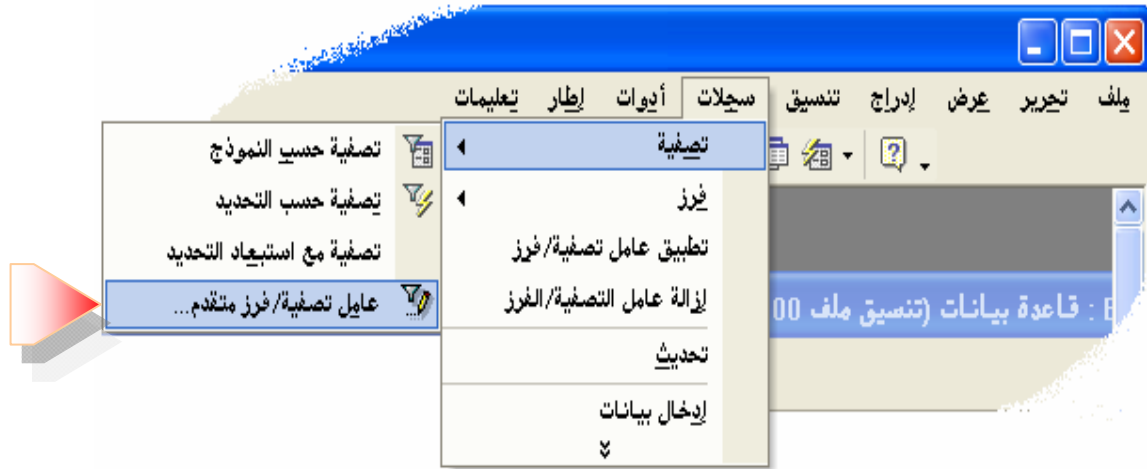 ملف تحرير عرض إدراج تنسيق سجلات أدوات إطار تعليمات
تصفية
فرز
تطبيق عامل تصفية/فرز
إزالة عامل التصفية/الفرز
تحديث
إدخال بيانات
تصفية حسب النموذج
تصفية حسب التحديد
تصفية مع استبعاد التحديد
عامل تصفية/فرز متقدم...
: قاعدة بيانات (تنسيق ملف 00